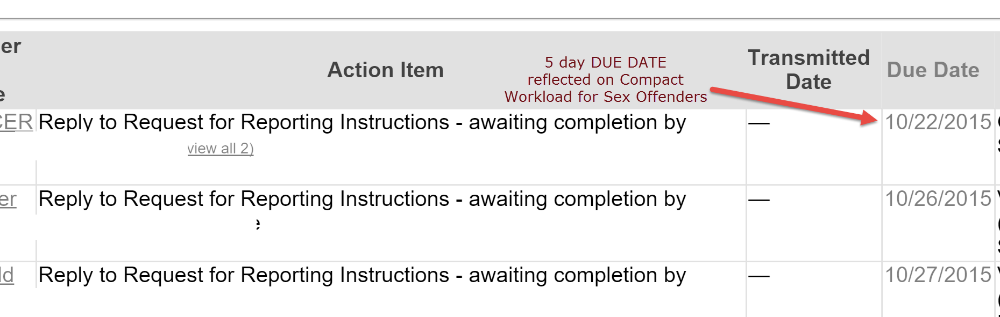 er
Action Item
5 day DUE DATE
reflected on Compact
Workload for Sex Offenders
Transmitted
Date
Due Date
e
CER Reply to Request for Reporting Instructions - awaiting completion by — 10/22/2015
view all 2)
er Reply to Request for Reporting Instructions - awaiting completion by — 10/26/2015
e
ld Reply to Request for Reporting Instructions - awaiting completion by — 10/27/2015